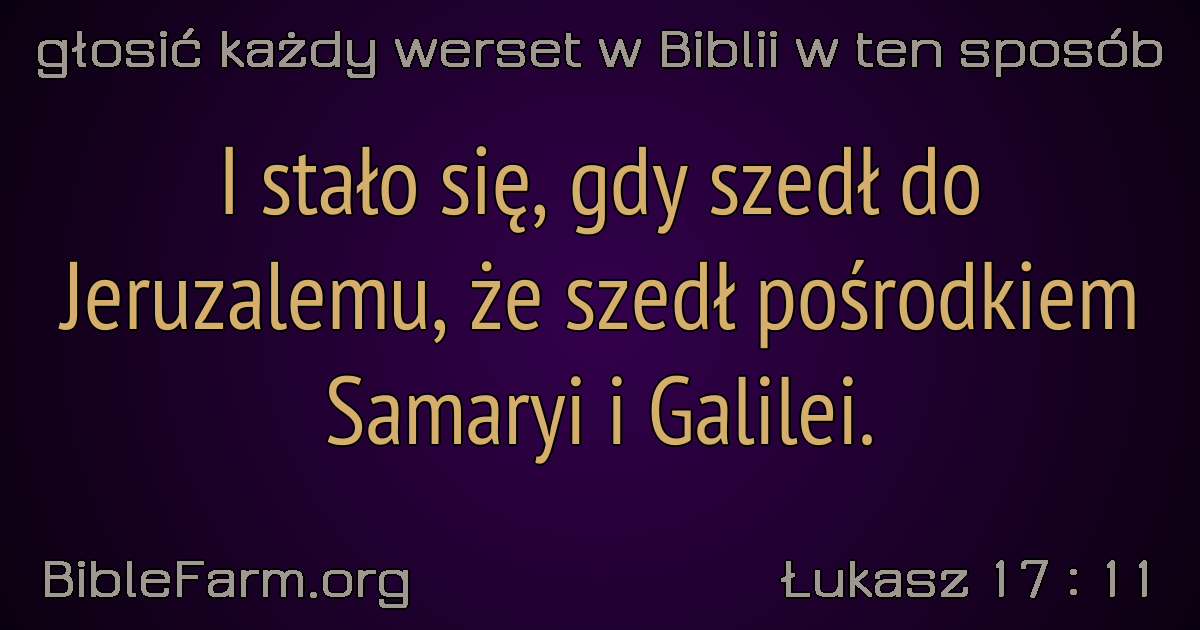 głosić każdy werset w Biblii w ten sposób
I stało się, gdy szedł do
Jeruzalemu, że szedł pośrodkiem
Samaryi i Galilei.
BibleFarm.org
Łukasz 17 : 11